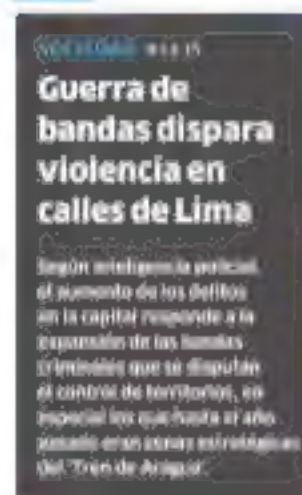 Guerra de
bandas dispara
violencia en
calles de Lima
Según inteligencia policial,
el aumento de los delitos
en la capital responde a la
expansión de las bandas
criminales que se disputan
el control de territorios, en
especial los que hasta el año
pasado eran zonas estratégicas
del 'Tren de Aragua'